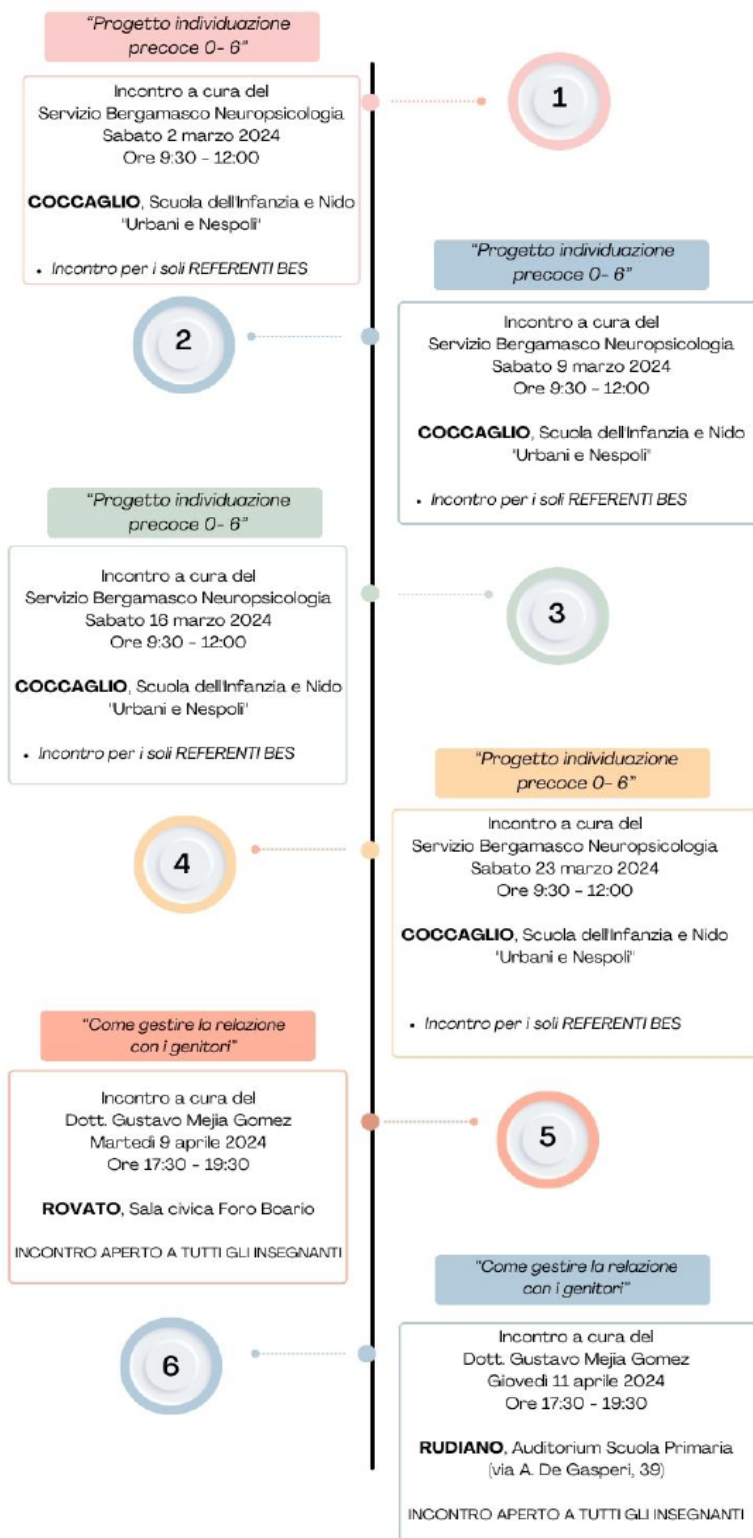 "Progetto individuazione
precoce 0- 6"
Incontro a cura del
Servizio Bergamasco Neuropsicologia
Sabato 2 marzo 2024
Ore 9:30 - 12:00
COCCAGLIO, Scuola dell'Infanzia e Nido
"Urbani e Nespoli"
• Incontro per i soli REFERENTI BES
1
"Progetto individuazione
precoce 0- 6"
Incontro a cura del
Servizio Bergamasco Neuropsicologia
Sabato 9 marzo 2024
Ore 9:30 - 12:00
COCCAGLIO, Scuola dell'Infanzia e Nido
"Urbani e Nespoli"
• Incontro per i soli REFERENTI BES
2
"Progetto individuazione
precoce 0- 6"
Incontro a cura del
Servizio Bergamasco Neuropsicologia
Sabato 16 marzo 2024
Ore 9:30 - 12:00
COCCAGLIO, Scuola dell'Infanzia e Nido
"Urbani e Nespoli"
• Incontro per i soli REFERENTI BES
3
"Progetto individuazione
precoce 0- 6"
Incontro a cura del
Servizio Bergamasco Neuropsicologia
Sabato 23 marzo 2024
Ore 9:30 - 12:00
COCCAGLIO, Scuola dell'Infanzia e Nido
"Urbani e Nespoli"
• Incontro per i soli REFERENTI BES
4
"Come gestire la relazione
con i genitori"
Incontro a cura del
Dott. Gustavo Mejia Gomez
Martedì 9 aprile 2024
Ore 17:30 - 19:30
ROVATO, Sala civica Foro Boario
INCONTRO APERTO A TUTTI GLI INSEGNANTI
5
"Come gestire la relazione
con i genitori"
Incontro a cura del
Dott. Gustavo Mejia Gomez
Giovedì 11 aprile 2024
Ore 17:30 - 19:30
RUDIANO, Auditorium Scuola Primaria
(via A. De Gasperi, 39)
INCONTRO APERTO A TUTTI GLI INSEGNANTI
6